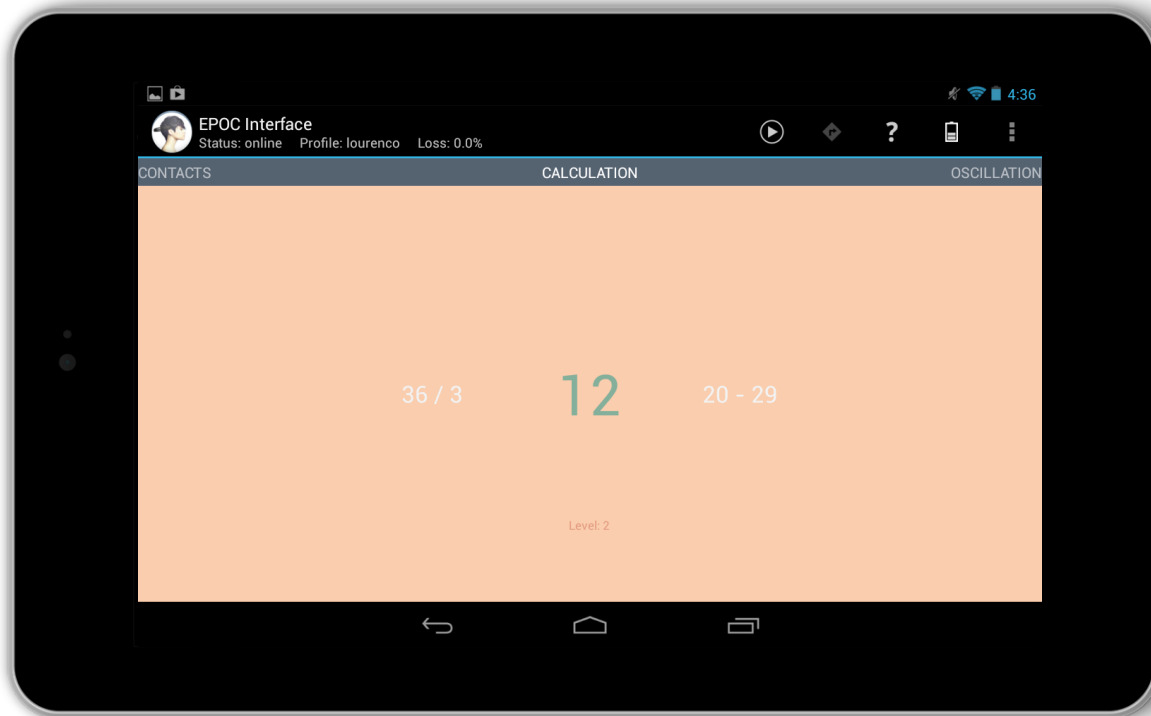 4:36
EPOC Interface
Status: online Profile: lourenco Loss: 0.0%
?
CONTACTS CALCULATION OSCILLATION
36 / 3 12 20 - 29
Level: 2